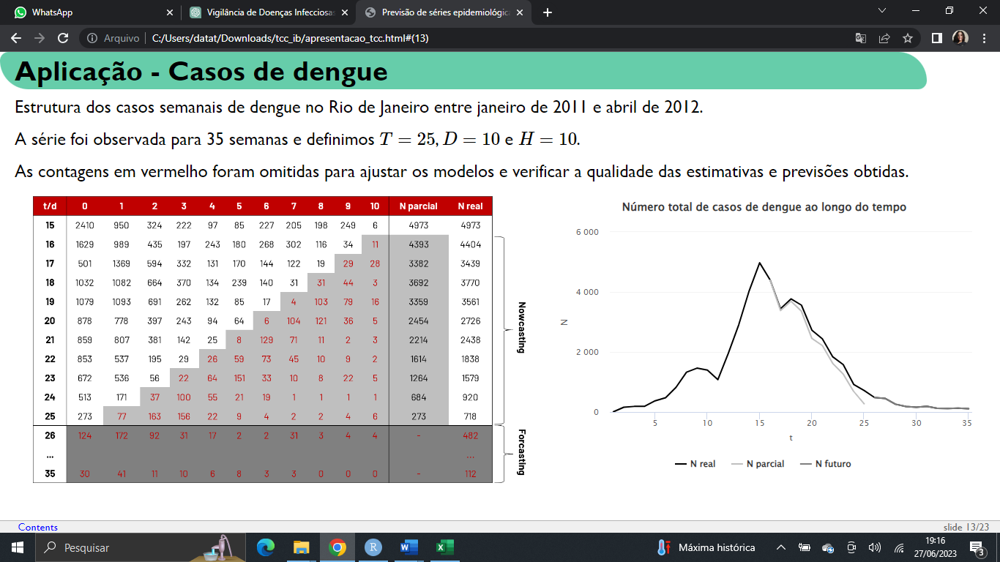 WhatsApp
Vigilância de Doenças Infecciosas
Previsão de séries epidemiológica
Arquivo
C:/Users/datat/Downloads/tcc_ib/apresentacao_tcc.html#(13)
Aplicação - Casos de dengue
Estrutura dos casos semanais de dengue no Rio de Janeiro entre janeiro de 2011 e abril de 2012.
A série foi observada para 35 semanas e definimos T = 25, D = 10 e H = 10.
As contagens em vermelho foram omitidas para ajustar os modelos e verificar a qualidade das estimativas e previsões obtidas.
t/d 0 1 2 3 4 5 6 7 8 9 10 N parcial N real
15 2410 950 324 222 97 85 227 205 198 249 6 4973 4973
16 1629 989 435 197 243 180 268 302 116 34 11 4393 4404
17 501 1369 594 332 131 170 144 122 19 29 28 3382 3439
18 1032 1082 664 370 134 239 140 31 31 44 3 3692 3770
19 1079 1093 691 262 132 85 17 4 103 79 16 3359 3561
20 878 778 397 243 94 64 6 104 121 36 5 2454 2726
21 859 807 381 142 25 8 129 71 11 2 3 2214 2438
22 853 537 195 29 26 59 73 45 10 9 2 1614 1838
23 672 536 56 22 64 151 33 10 8 22 5 1264 1579
24 513 171 37 100 55 21 19 1 1 1 1 684 920
25 273 77 163 156 22 9 4 2 2 4 6 273 718
26 124 172 92 31 17 2 2 31 3 4 4 - 482
... ...
35 30 41 11 10 6 8 3 3 0 0 0 - 112
Nowcasting
Forcasting
Número total de casos de dengue ao longo do tempo
6 000
4 000
2 000
0
N
5 10 15 20 25 30 35
t
N real N parcial N futuro
Contents
slide 13/23
Pesquisar
Máxima histórica
19:16
27/06/2023
3